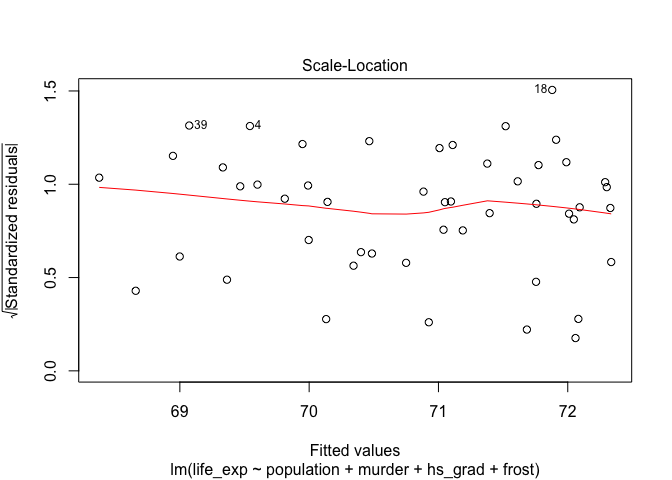 Scale-Location
√|Standardized residuals|
1.5
1.0
0.5
0.0
18
39
4
69 70 71 72
Fitted values
lm(life_exp ~ population + murder + hs_grad + frost)